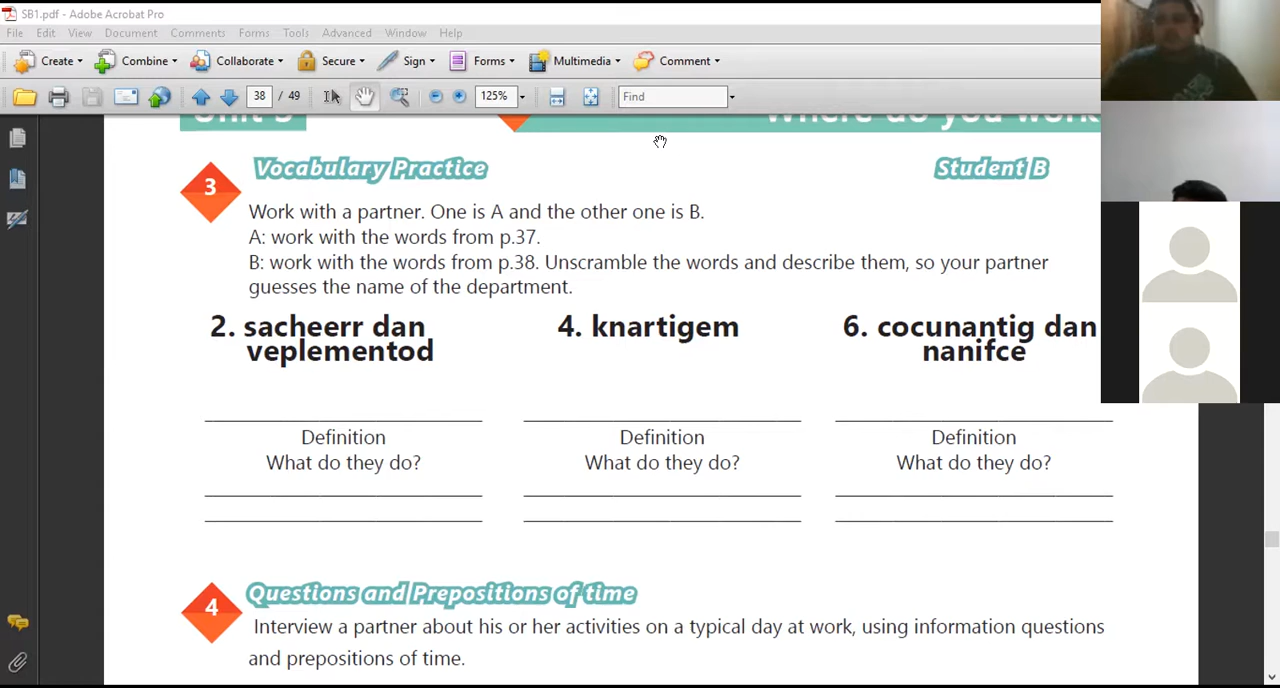 SB1.pdf - Adobe Acrobat Pro
File Edit View Document Comments Forms Tools Advanced Window Help
Create Combine Collaborate Secure Sign Forms Multimedia Comment
38 / 49 125% Find
Where do you work
3 Vocabulary Practice Student B
Work with a partner. One is A and the other one is B.
A: work with the words from p.37.
B: work with the words from p.38. Unscramble the words and describe them, so your partner
guesses the name of the department.
2. sacheerr dan 4. knartigem 6. cocunantig dan
veplementod nanifce
Definition Definition Definition
What do they do? What do they do? What do they do?
4 Questions and Prepositions of time
Interview a partner about his or her activities on a typical day at work, using information questions
and prepositions of time.